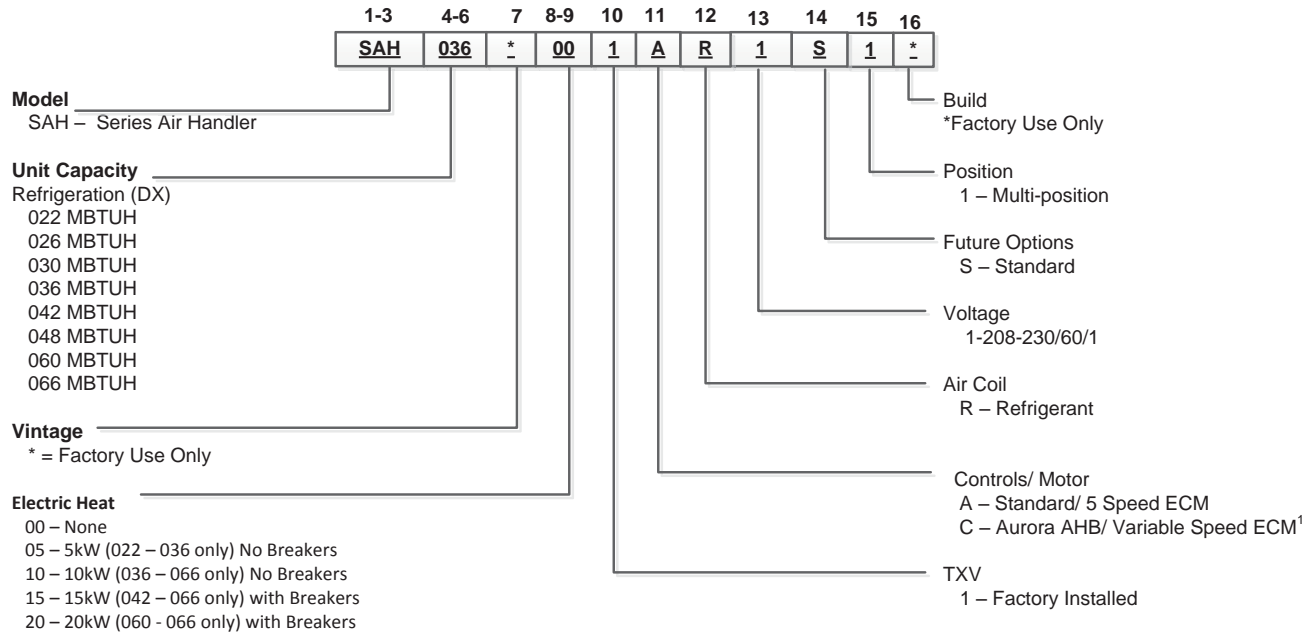 1-3 4-6 7 8-9 10 11 12 13 14 15 16
SAH 036 * 00 1 A R 1 S 1 *
Model
SAH – Series Air Handler
Unit Capacity
Refrigeration (DX)
022 MBTUH
026 MBTUH
030 MBTUH
036 MBTUH
042 MBTUH
048 MBTUH
060 MBTUH
066 MBTUH
Vintage
* = Factory Use Only
Electric Heat
00 – None
05 – 5kW (022 – 036 only) No Breakers
10 – 10kW (036 – 066 only) No Breakers
15 – 15kW (042 – 066 only) with Breakers
20 – 20kW (060 - 066 only) with Breakers
Build
*Factory Use Only
Position
1 – Multi-position
Future Options
S – Standard
Voltage
1-208-230/60/1
Air Coil
R – Refrigerant
Controls/ Motor
A – Standard/ 5 Speed ECM
C – Aurora AHB/ Variable Speed ECM¹
TXV
1 – Factory Installed